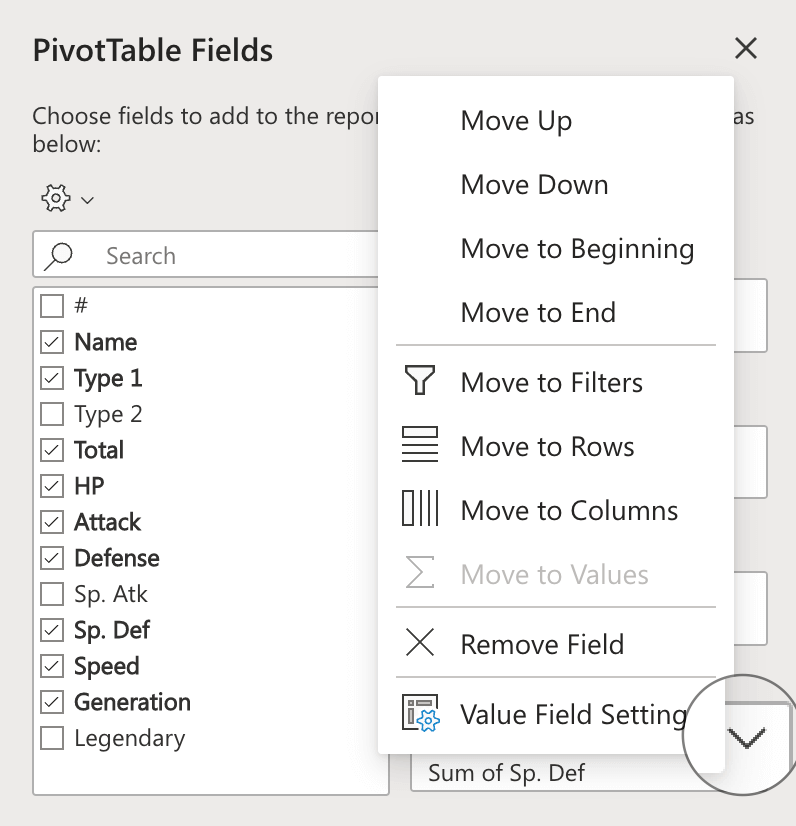 PivotTable Fields
Choose fields to add to the repor
as
below:
Search
#
Name
Type 1
Type 2
Total
HP
Attack
Defense
Sp. Atk
Sp. Def
Speed
Generation
Legendary
Move Up
Move Down
Move to Beginning
Move to End
Move to Filters
Move to Rows
Move to Columns
Move to Values
Remove Field
Value Field Setting
Sum of Sp. Def